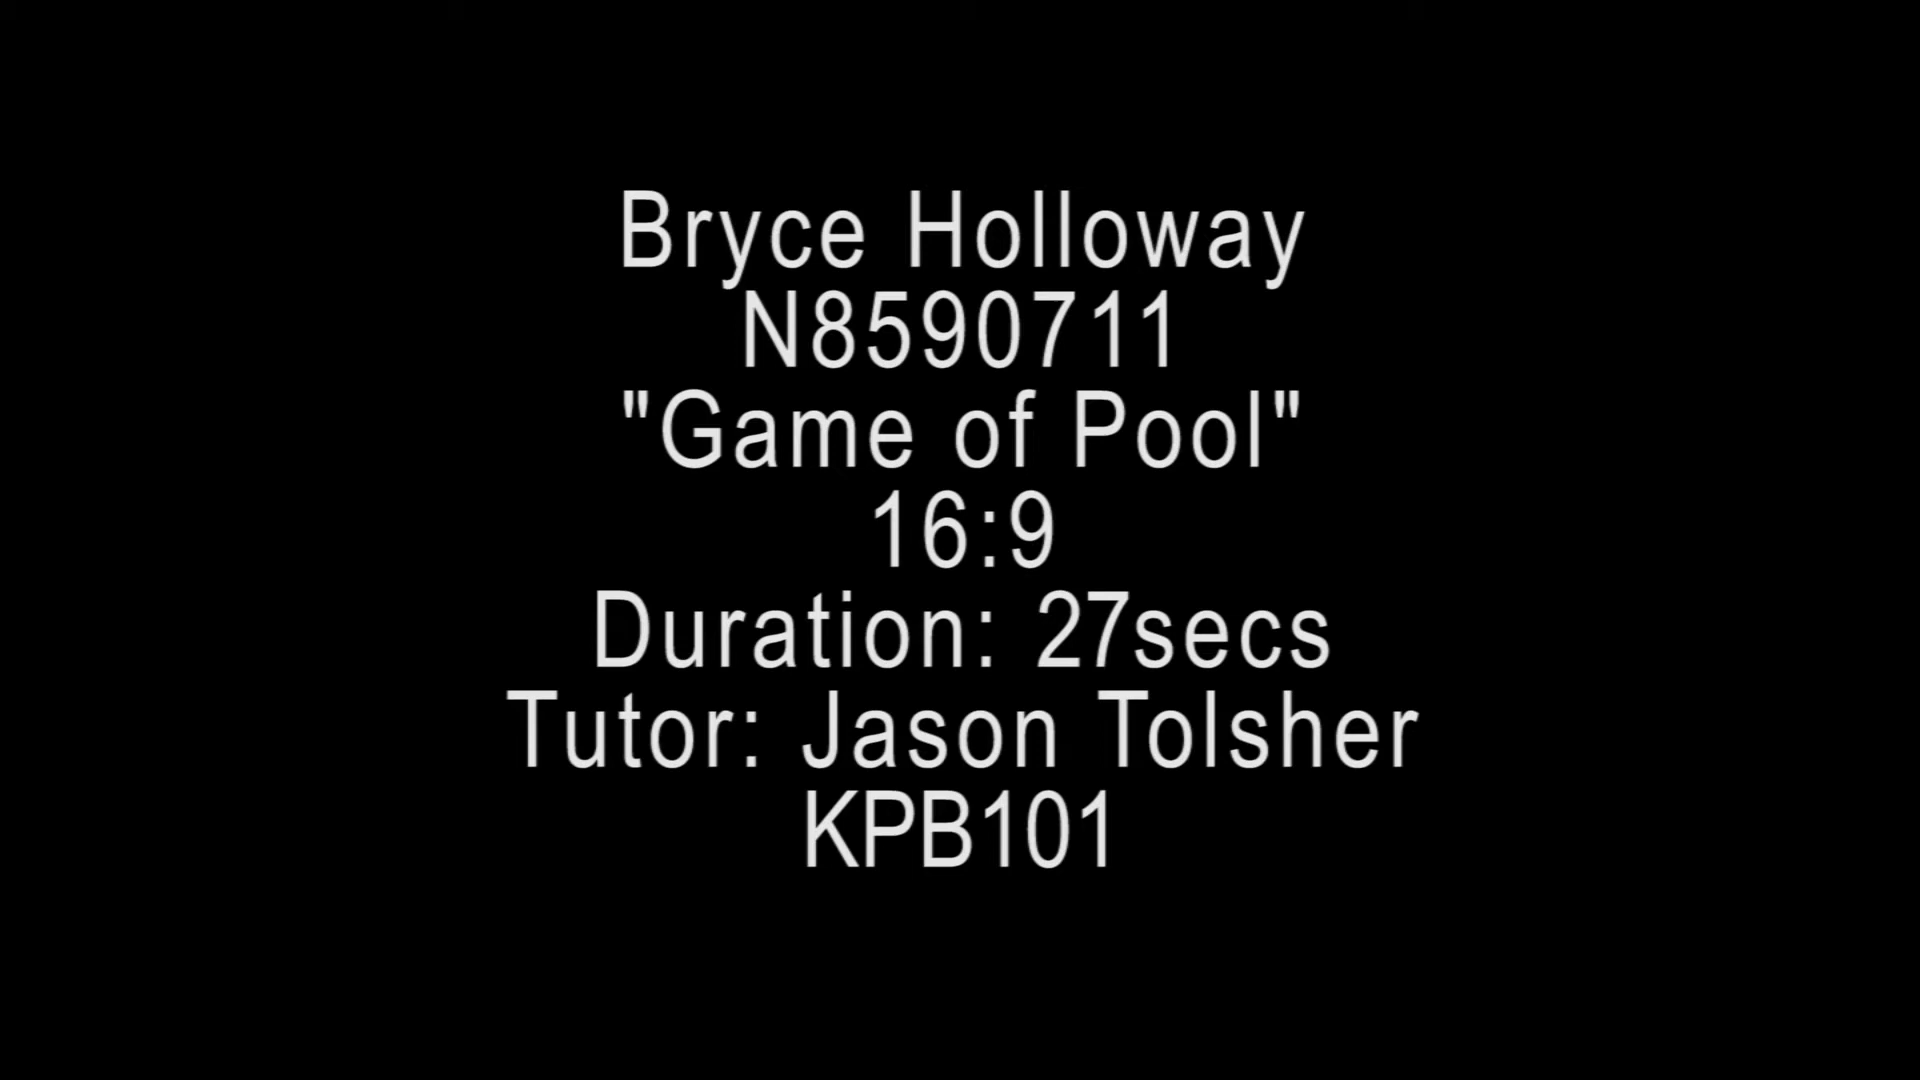 Bryce Holloway
N8590711
"Game of Pool"
16:9
Duration: 27secs
Tutor: Jason Tolsher
KPB101